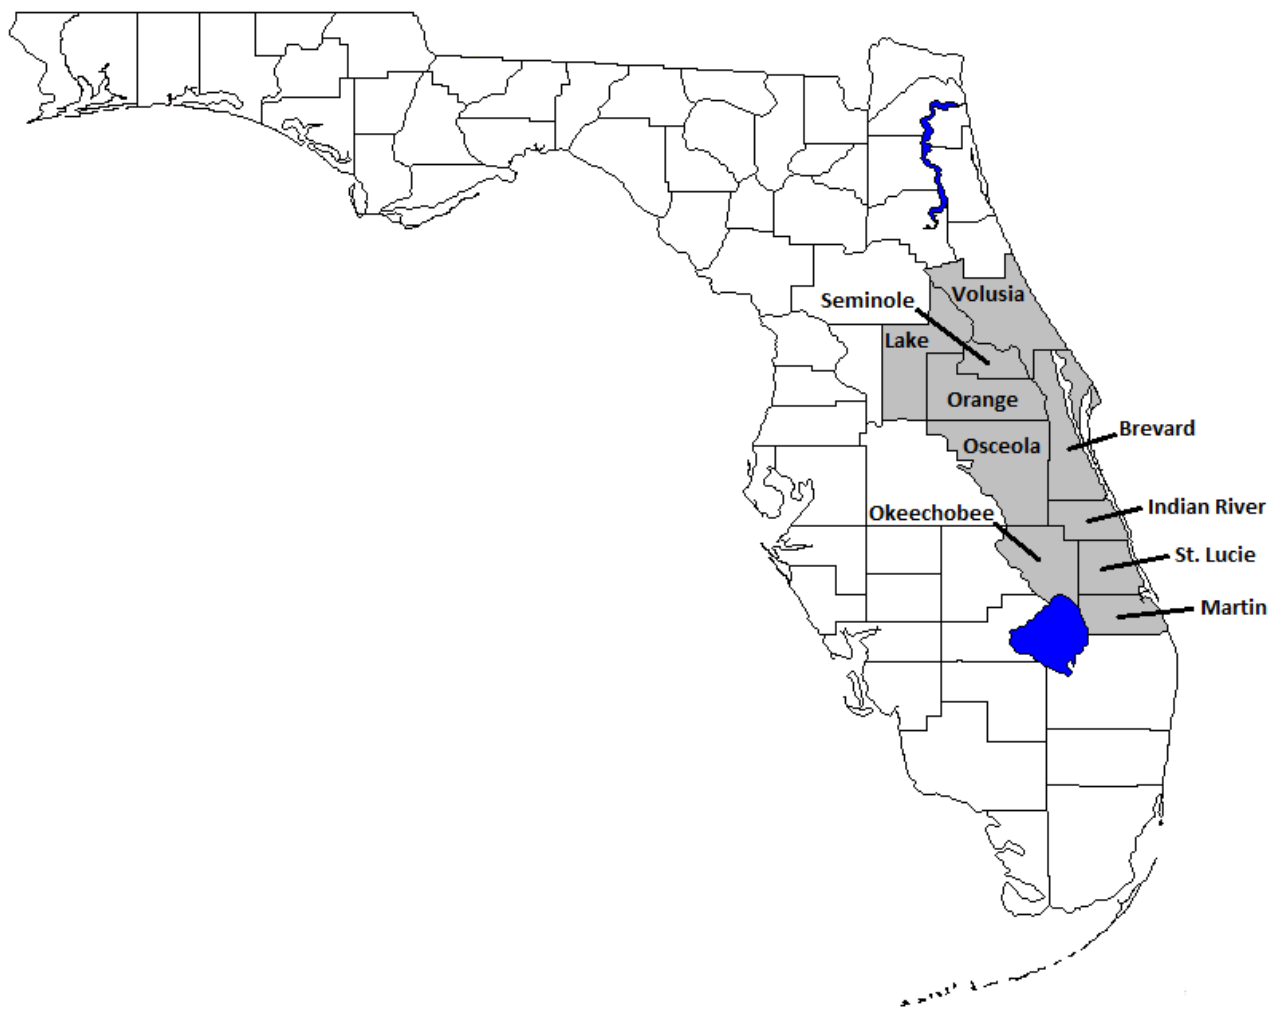 Volusia
Seminole
Lake
Orange
Brevard
Osceola
Indian River
Okeechobee
St. Lucie
Martin